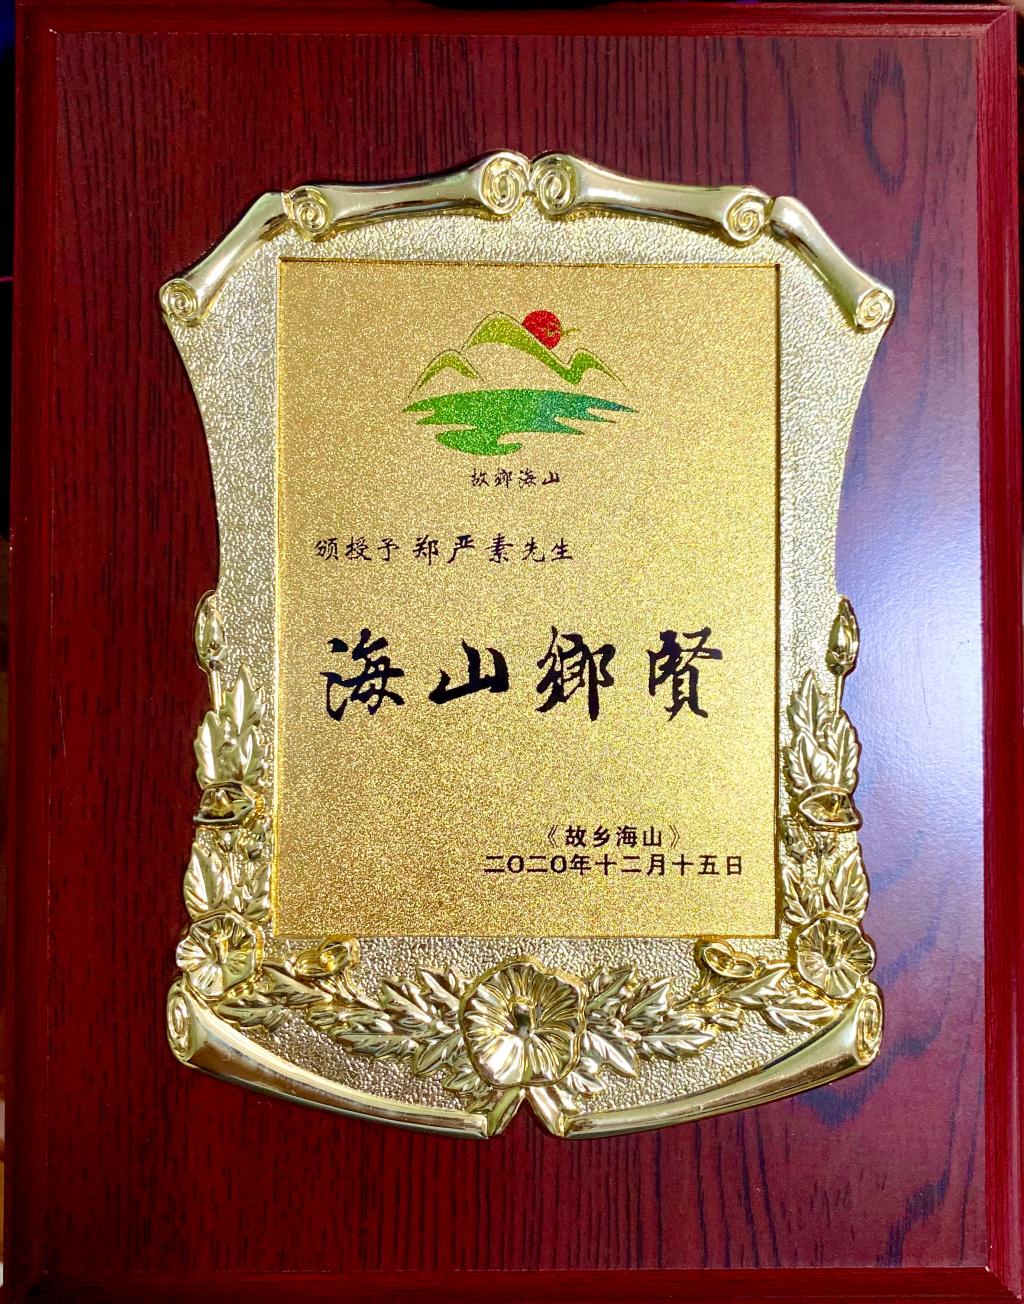 故鄉海山
颁授予郑严素先生
海山鄉賢
《故乡海山》
二〇二〇年十二月十五日